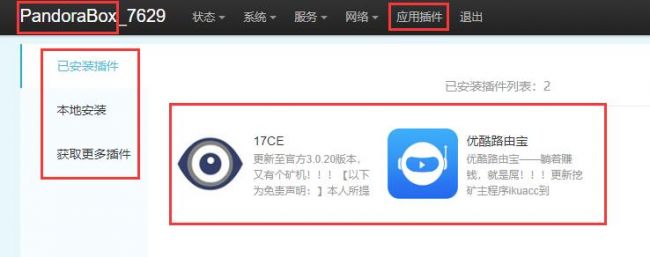 PandoraBox_7629 状态 系统 服务 网络 应用插件 退出
已安装插件
本地安装
获取更多插件
已安装插件列表：2
17CE
更新至官方3.0.20版本，
又有个矿机！！！【以下
为免责声明：】本人所提
优酷路由宝
优酷路由宝——躺着赚
钱，就是屌！！！更新挖
矿主程序ikuacc到